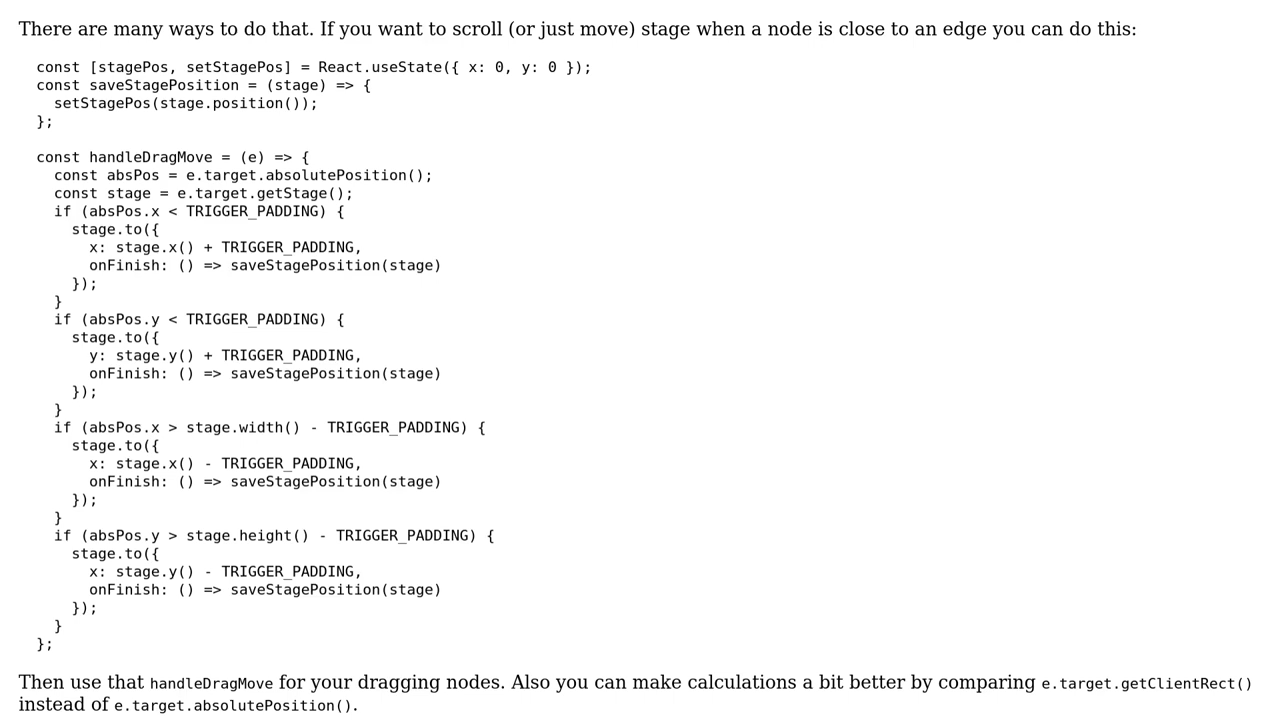 There are many ways to do that. If you want to scroll (or just move) stage when a node is close to an edge you can do this:
const [stagePos, setStagePos] = React.useState({ x: 0, y: 0 });
const saveStagePosition = (stage) => {
  setStagePos(stage.position());
};

const handleDragMove = (e) => {
  const absPos = e.target.absolutePosition();
  const stage = e.target.getStage();
  if (absPos.x < TRIGGER_PADDING) {
    stage.to({
      x: stage.x() + TRIGGER_PADDING,
      onFinish: () => saveStagePosition(stage)
    });
  }
  if (absPos.y < TRIGGER_PADDING) {
    stage.to({
      y: stage.y() + TRIGGER_PADDING,
      onFinish: () => saveStagePosition(stage)
    });
  }
  if (absPos.x > stage.width() - TRIGGER_PADDING) {
    stage.to({
      x: stage.x() - TRIGGER_PADDING,
      onFinish: () => saveStagePosition(stage)
    });
  }
  if (absPos.y > stage.height() - TRIGGER_PADDING) {
    stage.to({
      x: stage.y() - TRIGGER_PADDING,
      onFinish: () => saveStagePosition(stage)
    });
  }
};
Then use that handleDragMove for your dragging nodes. Also you can make calculations a bit better by comparing e.target.getClientRect()
instead of e.target.absolutePosition().